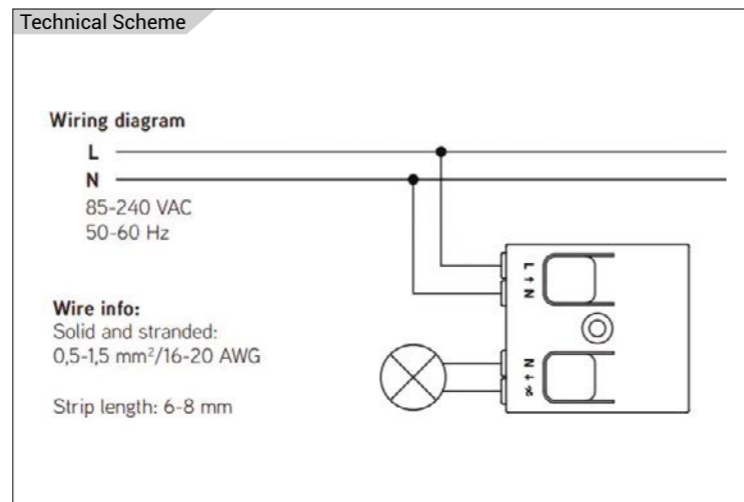 Technical Scheme
Wiring diagram
L
N
85-240 VAC
50-60 Hz
L
N
Wire info:
Solid and stranded:
0,5-1,5 mm²/16-20 AWG
Strip length: 6-8 mm
N